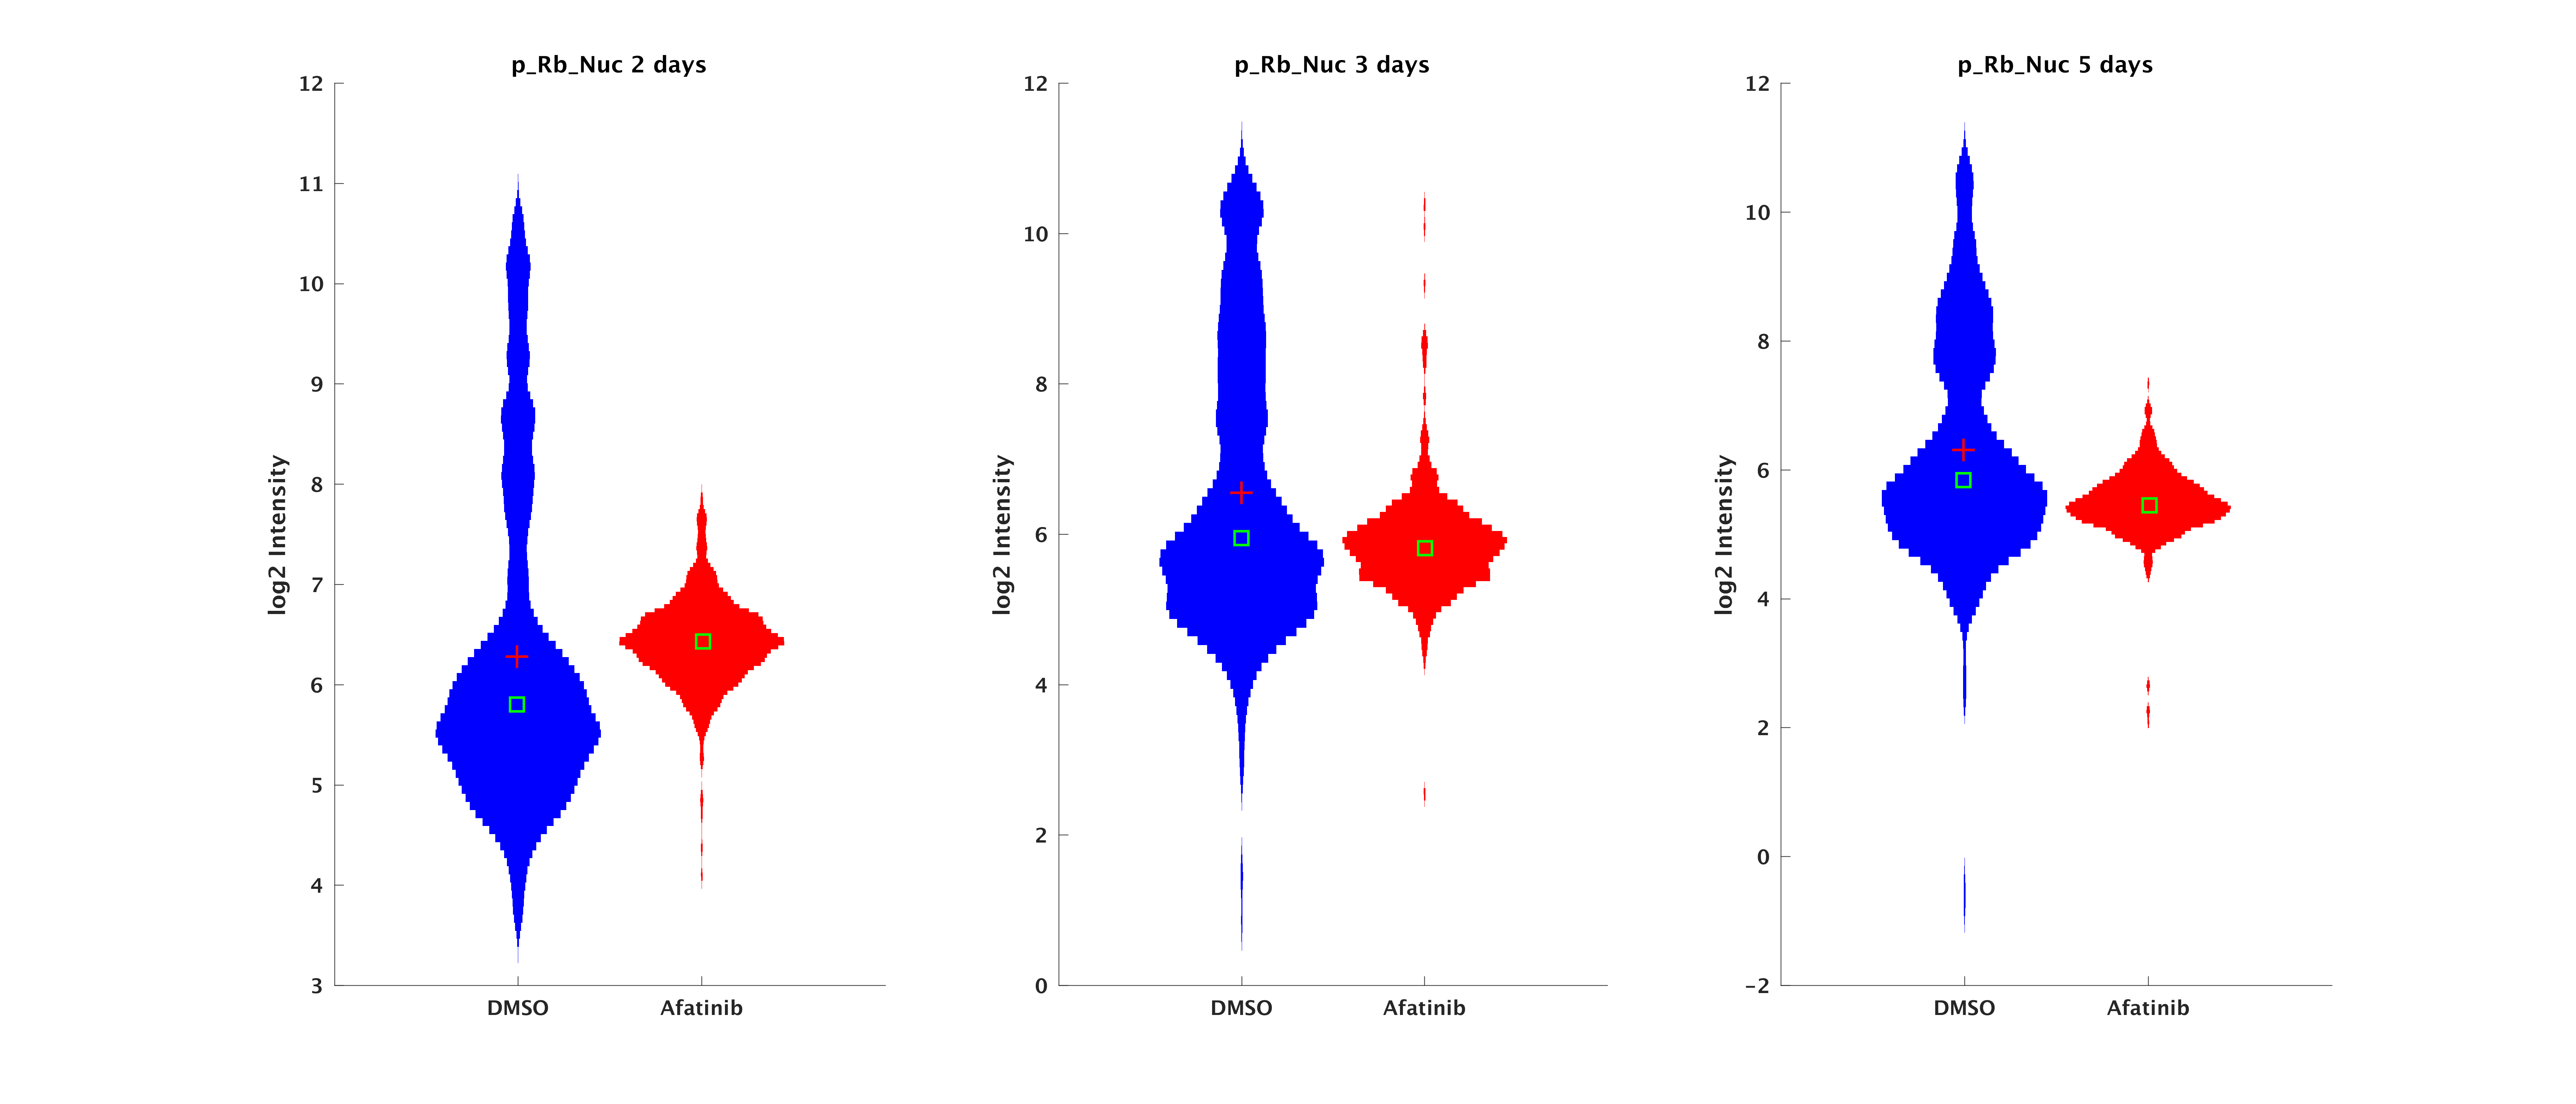 p_Rb_Nuc 2 days
12
11
10
9
8
7
6
5
4
3
log2 Intensity
DMSO Afatinib
p_Rb_Nuc 3 days
12
10
8
6
4
2
0
log2 Intensity
DMSO Afatinib
p_Rb_Nuc 5 days
12
10
8
6
4
2
0
-2
log2 Intensity
DMSO Afatinib